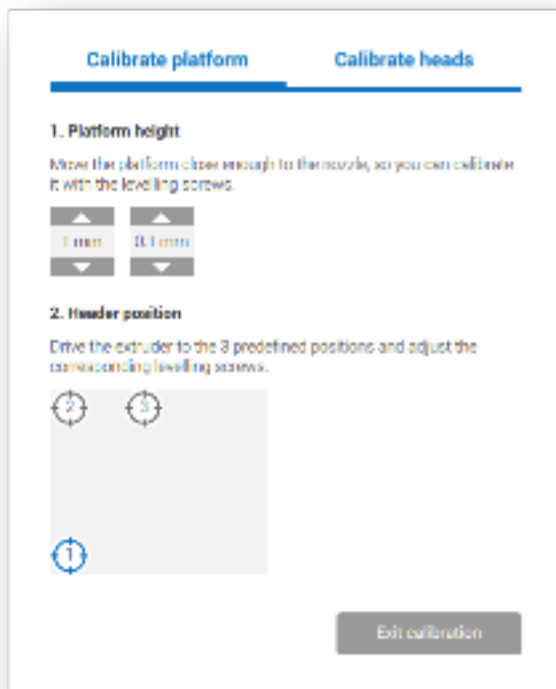 Calibrate platform Calibrate heads
1. Platform height
Move the platform close enough to the nozzle, so you can calibrate
it with the levelling screws.
1 mm 0.1 mm
2. Header position
Drive the extruder to the 3 predefined positions and adjust the
corresponding levelling screws.
2 3
1
Exit calibration